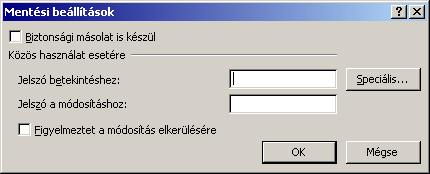 Mentési beállítások
Biztonsági másolat is készül
Közös használat esetére
Jelszó betekintéshez:
Speciális...
Jelszó a módosításhoz:
Figyelmeztet a módosítás elkerülésére
OK
Mégse